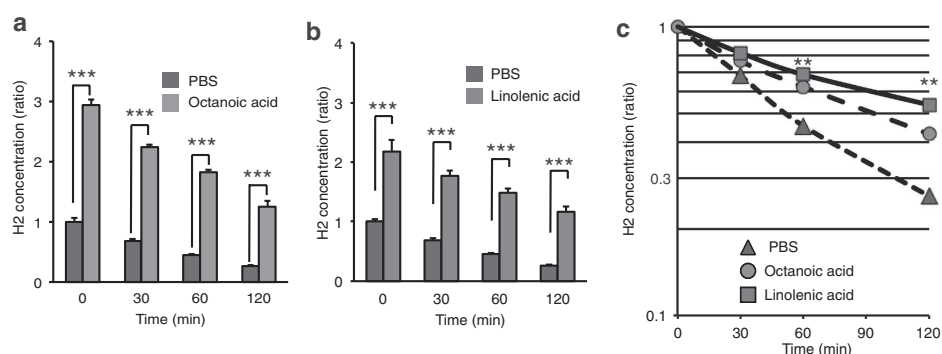 a
H2 concentration (ratio)
4
3
2
1
0
***
***
***
***
PBS
Octanoic acid
0 30 60 120
Time (min)
b
H2 concentration (ratio)
4
3
2
1
0
***
***
***
***
PBS
Linolenic acid
0 30 60 120
Time (min)
c
H2 concentration (ratio)
1
0.3
0.1
**
**
PBS
Octanoic acid
Linolenic acid
0 30 60 90 120
Time (min)